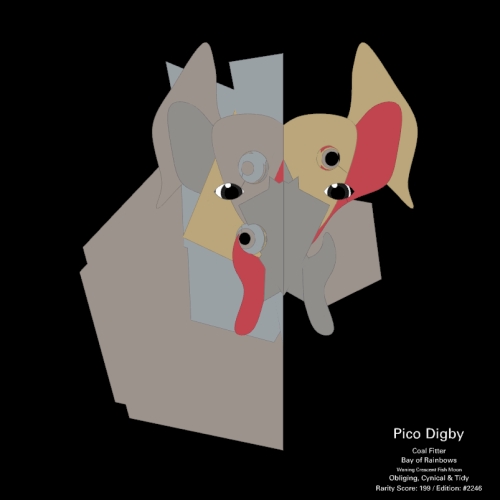 Pico Digby
Coal Fitter
Bay of Rainbows
Waning Crescent Fish Moon
Obliging, Cynical & Tidy
Rarity Score: 199 / Edition: #2246